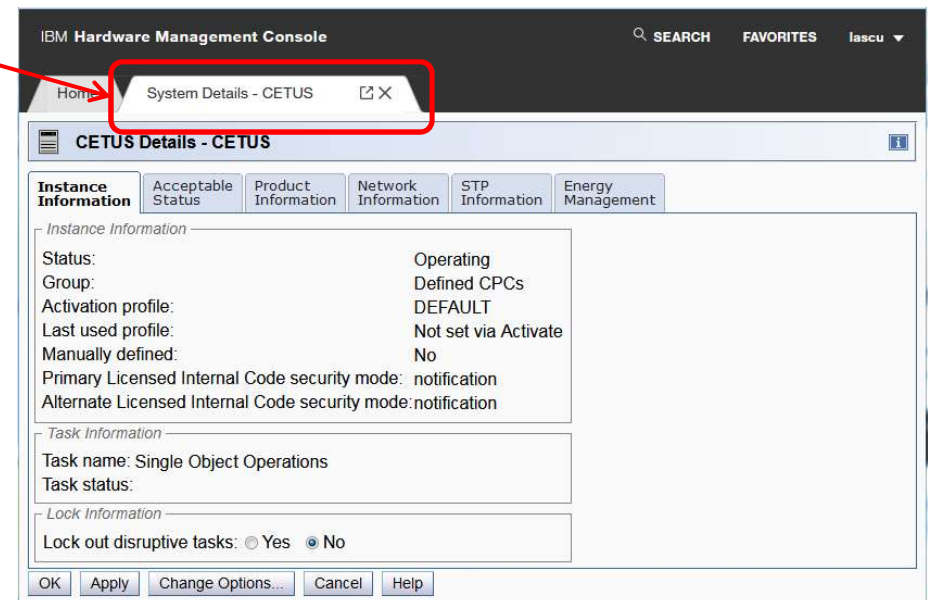 IBM Hardware Management Console SEARCH FAVORITES lascu
Home System Details - CETUS
CETUS Details - CETUS
Instance Information Acceptable Status Product Information Network Information STP Information Energy Management
Instance Information
Status: Operating
Group: Defined CPCs
Activation profile: DEFAULT
Last used profile: Not set via Activate
Manually defined: No
Primary Licensed Internal Code security mode: notification
Alternate Licensed Internal Code security mode: notification
Task Information
Task name: Single Object Operations
Task status:
Lock Information
Lock out disruptive tasks: Yes No
OK Apply Change Options... Cancel Help